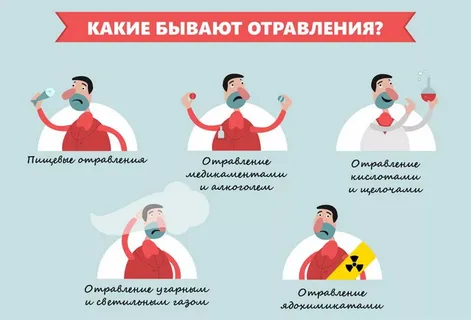 КАКИЕ БЫВАЮТ ОТРАВЛЕНИЯ?
Пищевые отравления
Отравление
медикаментами
и алкоголем
Отравление
кислотами
и щелочами
Отравление угарным
и светильным газом
Отравление
ядохимикатами